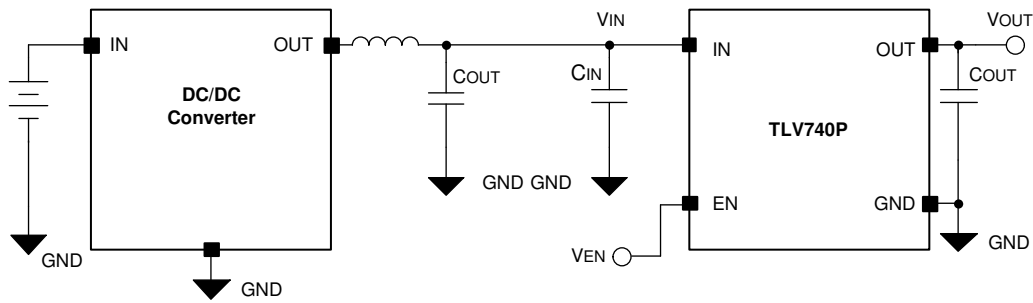 VIN
VOUT
IN
OUT
IN
OUT
COUT
CIN
COUT
DC/DC
Converter
TLV740P
GND GND
EN
GND
GND
GND
VEN
GND